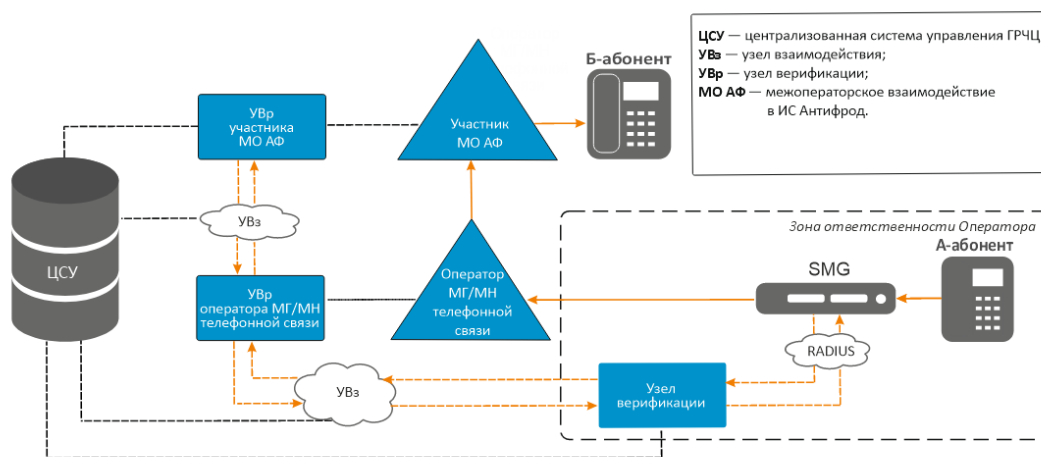 ЦСУ — централизованная система управления ГРЧЦ
УВз — узел взаимодействия;
УВр — узел верификации;
МО АФ — межоператорское взаимодействие
в ИС Антифрод.
Б-абонент
УВр
участника
МО АФ
Участник
МО АФ
УВз
ЦСУ
УВр
оператора МГ/МН
телефонной связи
Оператор
МГ/МН
телефонной
связи
Зона ответственности Оператора
А-абонент
SMG
RADIUS
УВз
Узел
верификации